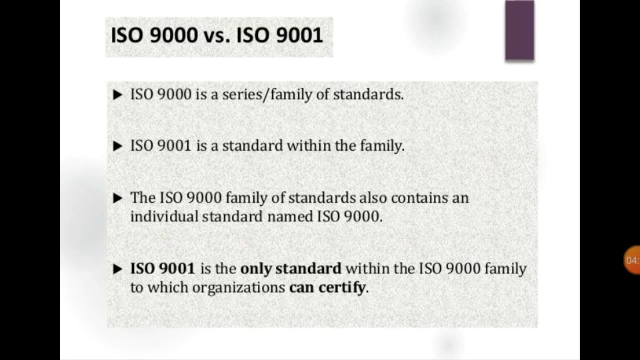 ISO 9000 vs. ISO 9001
▶ ISO 9000 is a series/family of standards.
▶ ISO 9001 is a standard within the family.
▶ The ISO 9000 family of standards also contains an
individual standard named ISO 9000.
▶ ISO 9001 is the only standard within the ISO 9000 family
to which organizations can certify.
04: